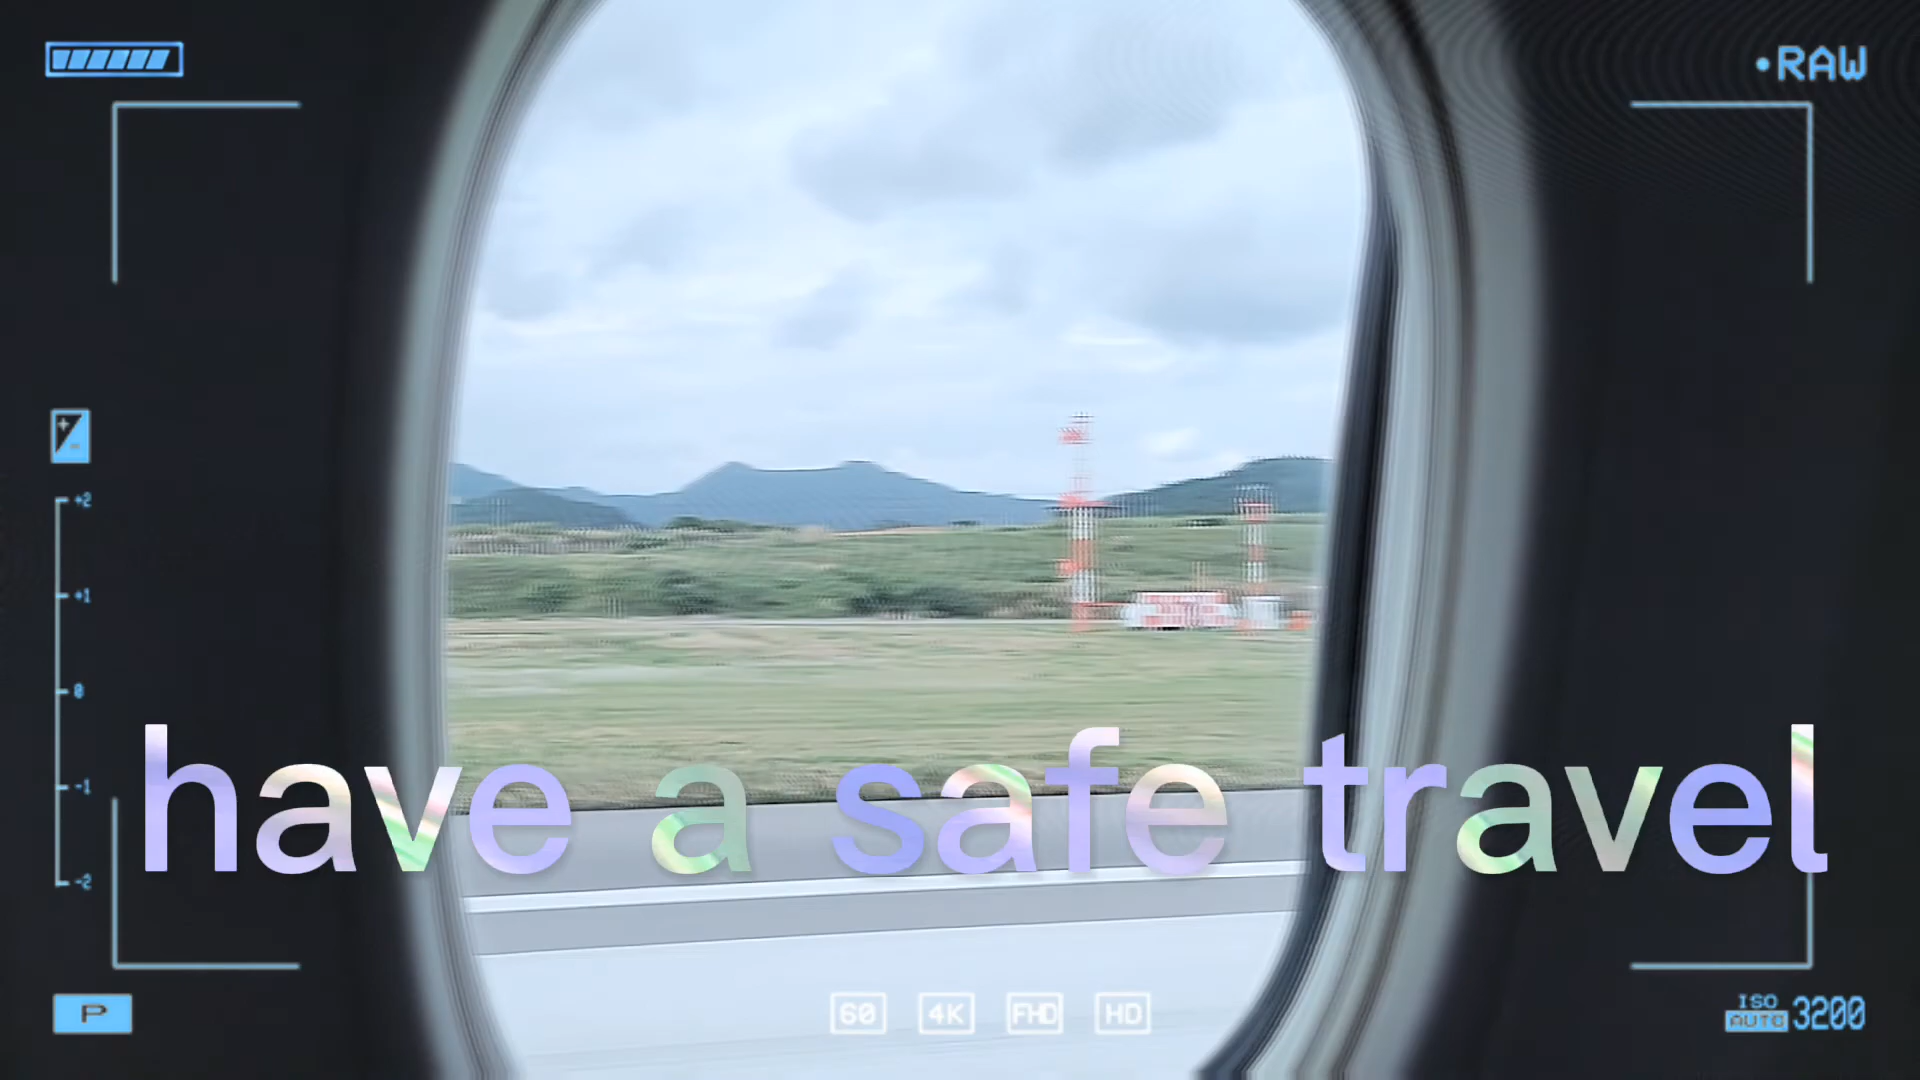 •RAW
+2
+1
0
-1
-2
have a safe travel
P
60 4K FHD HD
ISO AUTO 3200